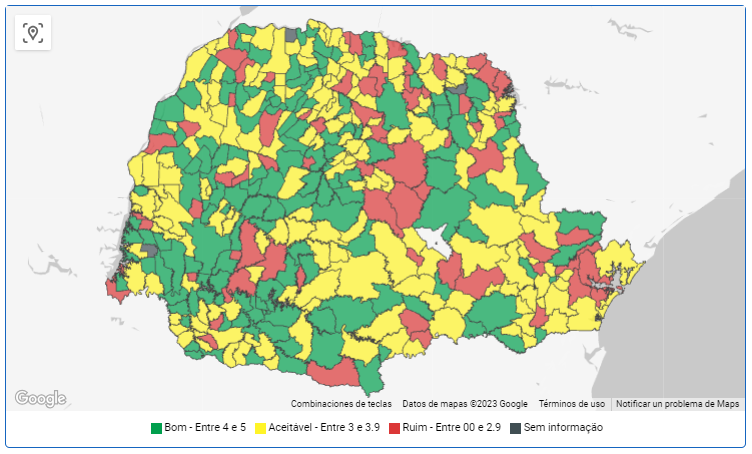 Google
Combinaciones de teclas Datos de mapas ©2023 Google Términos de uso Notificar un problema de Maps
Bom - Entre 4 e 5 Aceitável - Entre 3 e 3.9 Ruim - Entre 00 e 2.9 Sem informação